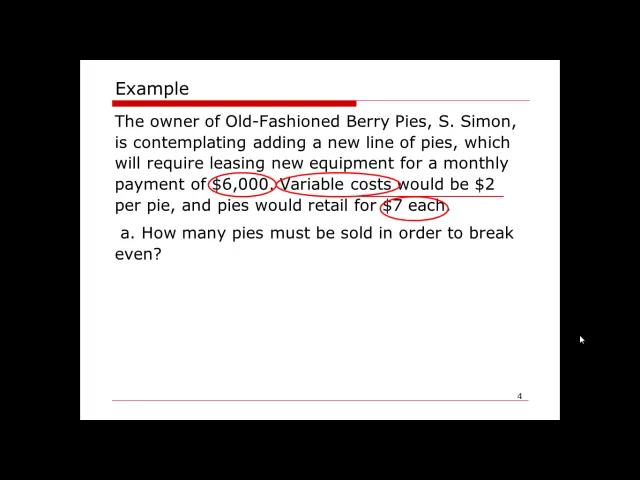 Example
The owner of Old-Fashioned Berry Pies, S. Simon,
is contemplating adding a new line of pies, which
will require leasing new equipment for a monthly
payment of $6,000. Variable costs would be $2
per pie, and pies would retail for $7 each.
a. How many pies must be sold in order to break
even?
4